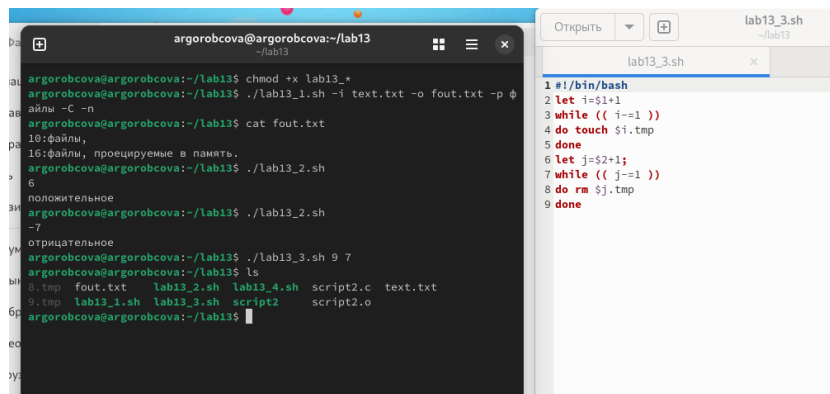 argorobcova@argorobcova:~/lab13
~/lab13
argorobcova@argorobcova:~/lab13$ chmod +x lab13_*
argorobcova@argorobcova:~/lab13$ ./lab13_1.sh -i text.txt -o fout.txt -p ф
айлы -C -n
argorobcova@argorobcova:~/lab13$ cat fout.txt
10:файлы,
16:файлы, проецируемые в память.
argorobcova@argorobcova:~/lab13$ ./lab13_2.sh
6
положительное
argorobcova@argorobcova:~/lab13$ ./lab13_2.sh
-7
отрицательное
argorobcova@argorobcova:~/lab13$ ./lab13_3.sh 9 7
argorobcova@argorobcova:~/lab13$ ls
8.tmp fout.txt lab13_2.sh lab13_4.sh script2.c text.txt
9.tmp lab13_1.sh lab13_3.sh script2 script2.o
argorobcova@argorobcova:~/lab13$
Открыть
lab13_3.sh
~/lab13
lab13_3.sh
1 #!/bin/bash
2 let i=$1+1
3 while (( i-=1 ))
4 do touch $i.tmp
5 done
6 let j=$2+1;
7 while (( j-=1 ))
8 do rm $j.tmp
9 done